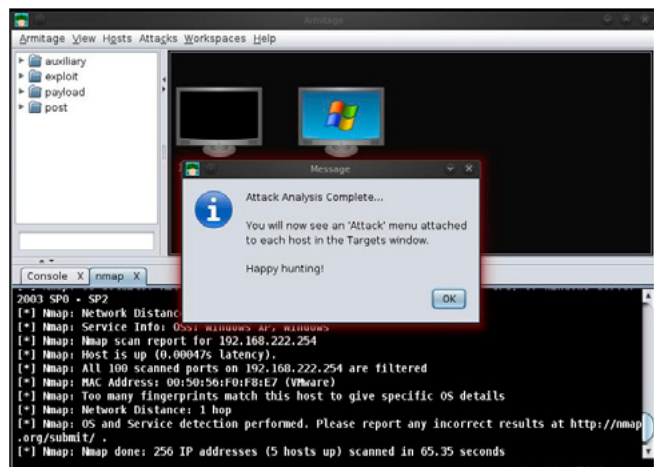 Armitage
Armitage View Hosts Attacks Workspaces Help
auxiliary
exploit
payload
post
Message
Attack Analysis Complete...
You will now see an 'Attack' menu attached
to each host in the Targets window.
Happy hunting!
OK
Console X nmap X
2003 SP0 - SP2
[*] Nmap: Network Distanc
[*] Nmap: Service Info: OSs: Windows XP, Windows
[*] Nmap: Nmap scan report for 192.168.222.254
[*] Nmap: Host is up (0.00047s latency).
[*] Nmap: All 100 scanned ports on 192.168.222.254 are filtered
[*] Nmap: MAC Address: 00:50:56:F0:F8:E7 (VMware)
[*] Nmap: Too many fingerprints match this host to give specific OS details
[*] Nmap: Network Distance: 1 hop
[*] Nmap: OS and Service detection performed. Please report any incorrect results at http://nmap
.org/submit/ .
[*] Nmap: Nmap done: 256 IP addresses (5 hosts up) scanned in 65.35 seconds